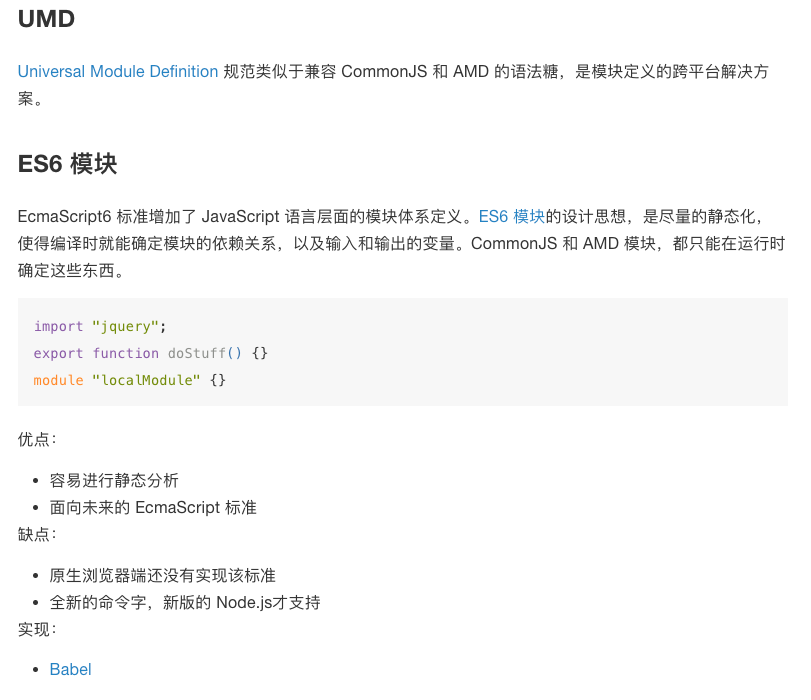 UMD
Universal Module Definition 规范类似于兼容 CommonJS 和 AMD 的语法糖，是模块定义的跨平台解决方
案。
ES6 模块
EcmaScript6 标准增加了 JavaScript 语言层面的模块体系定义。ES6 模块的设计思想，是尽量的静态化，
使得编译时就能确定模块的依赖关系，以及输入和输出的变量。CommonJS 和 AMD 模块，都只能在运行时
确定这些东西。
import "jquery";
export function doStuff() {}
module "localModule" {}
优点：
• 容易进行静态分析
• 面向未来的 EcmaScript 标准
缺点：
• 原生浏览器端还没有实现该标准
• 全新的命令字，新版的 Node.js才支持
实现：
• Babel